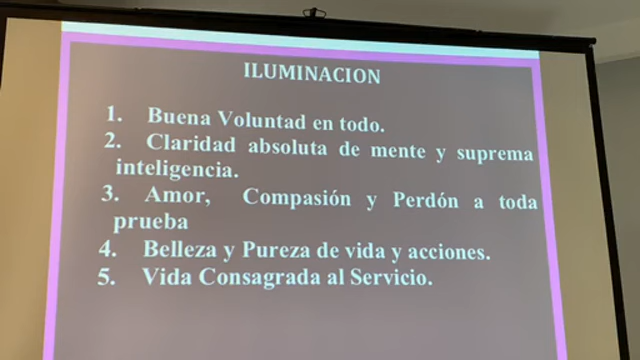 ILUMINACION
1. Buena Voluntad en todo.
2. Claridad absoluta de mente y suprema
inteligencia.
3. Amor, Compasión y Perdón a toda
prueba
4. Belleza y Pureza de vida y acciones.
5. Vida Consagrada al Servicio.